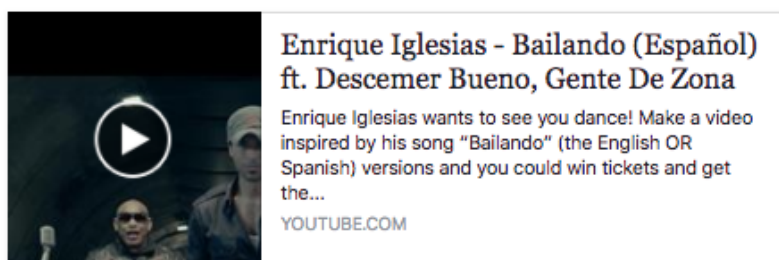 Enrique Iglesias - Bailando (Español)
ft. Descemer Bueno, Gente De Zona
Enrique Iglesias wants to see you dance! Make a video
inspired by his song “Bailando” (the English OR
Spanish) versions and you could win tickets and get
the...
YOUTUBE.COM